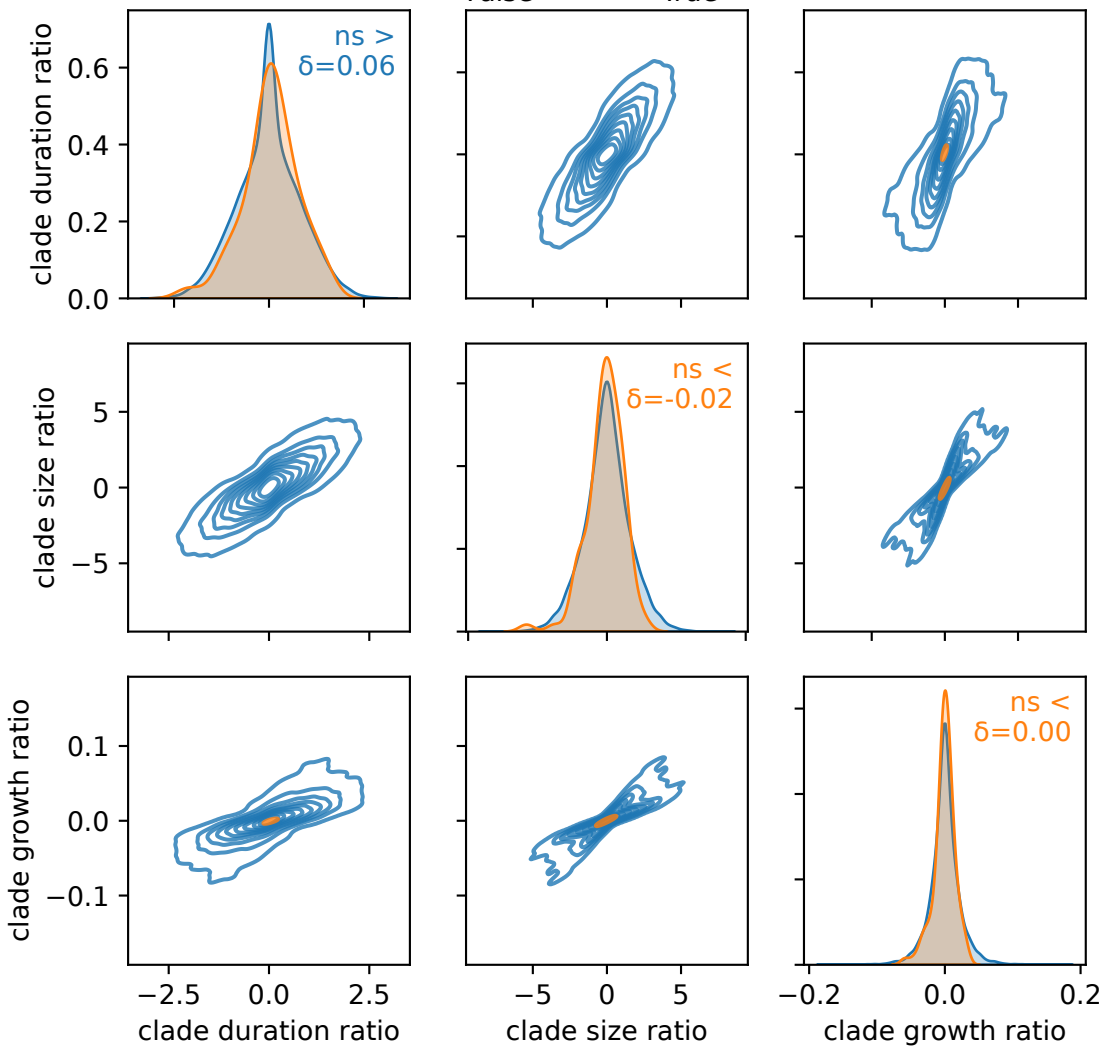 clade duration ratio
0.6
0.4
0.2
0.0
ns >
δ=0.06
clade size ratio
5
0
−5
ns <
δ=-0.02
clade growth ratio
0.1
0.0
−0.1
ns <
δ=0.00
−2.5 0.0 2.5
−5 0 5
−0.2 0.0 0.2
clade duration ratio
clade size ratio
clade growth ratio